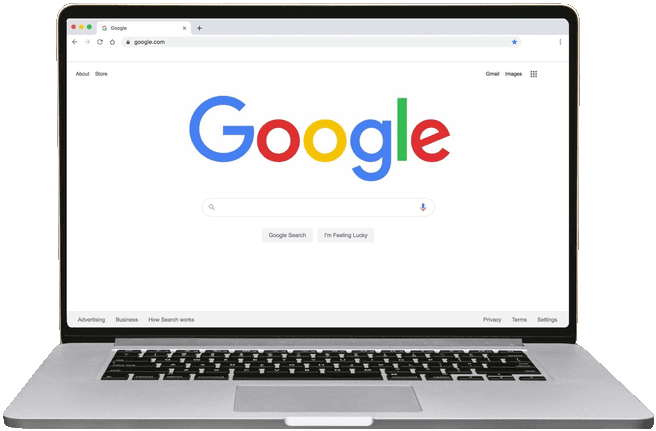 Google
google.com
About Store Gmail Images
Google
Google Search I'm Feeling Lucky
Advertising Business How Search works Privacy Terms Settings